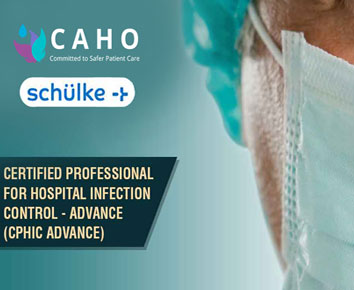 CAHO
Committed to Safer Patient Care
schülke
CERTIFIED PROFESSIONAL
FOR HOSPITAL INFECTION
CONTROL - ADVANCE
(CPHIC ADVANCE)